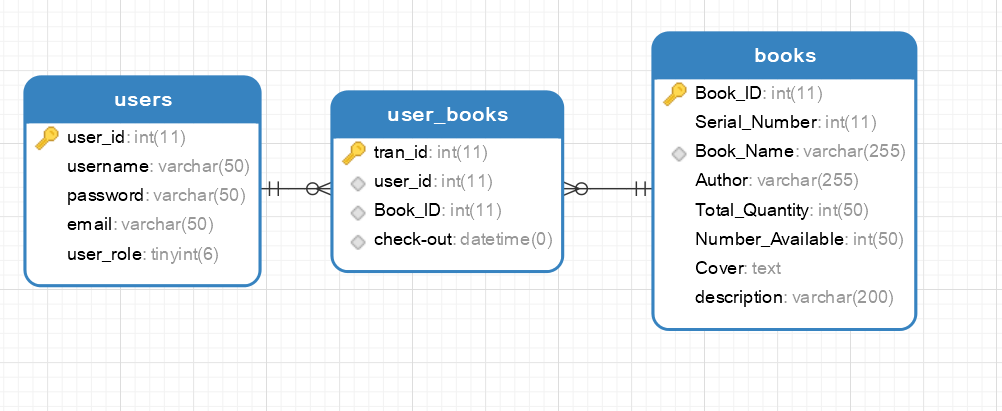 users
user_id: int(11)
username: varchar(50)
password: varchar(50)
email: varchar(50)
user_role: tinyint(6)
user_books
tran_id: int(11)
user_id: int(11)
Book_ID: int(11)
check-out: datetime(0)
books
Book_ID: int(11)
Serial_Number: int(11)
Book_Name: varchar(255)
Author: varchar(255)
Total_Quantity: int(50)
Number_Available: int(50)
Cover: text
description: varchar(200)